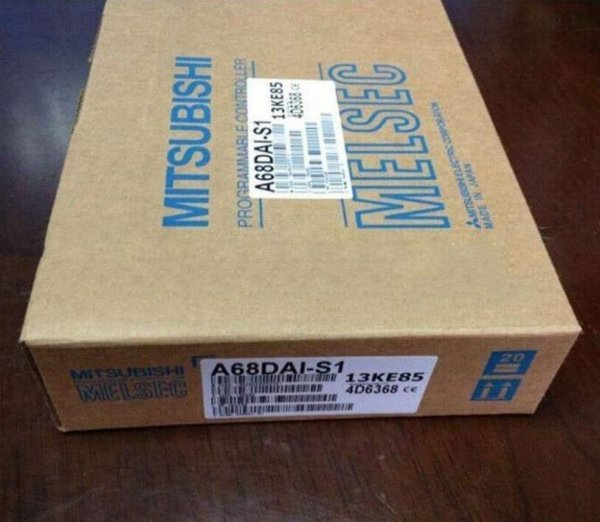 MITSUBISHI
PROGRAMMABLE CONTROLLER
A68DAI-S1
13KE85
4D6368 CE
MELSEC
MITSUBISHI ELECTRIC CORPORATION
MADE IN JAPAN
MITSUBISHI
MELSEC
A68DAI-S1
13KE85
4D6368 CE
20